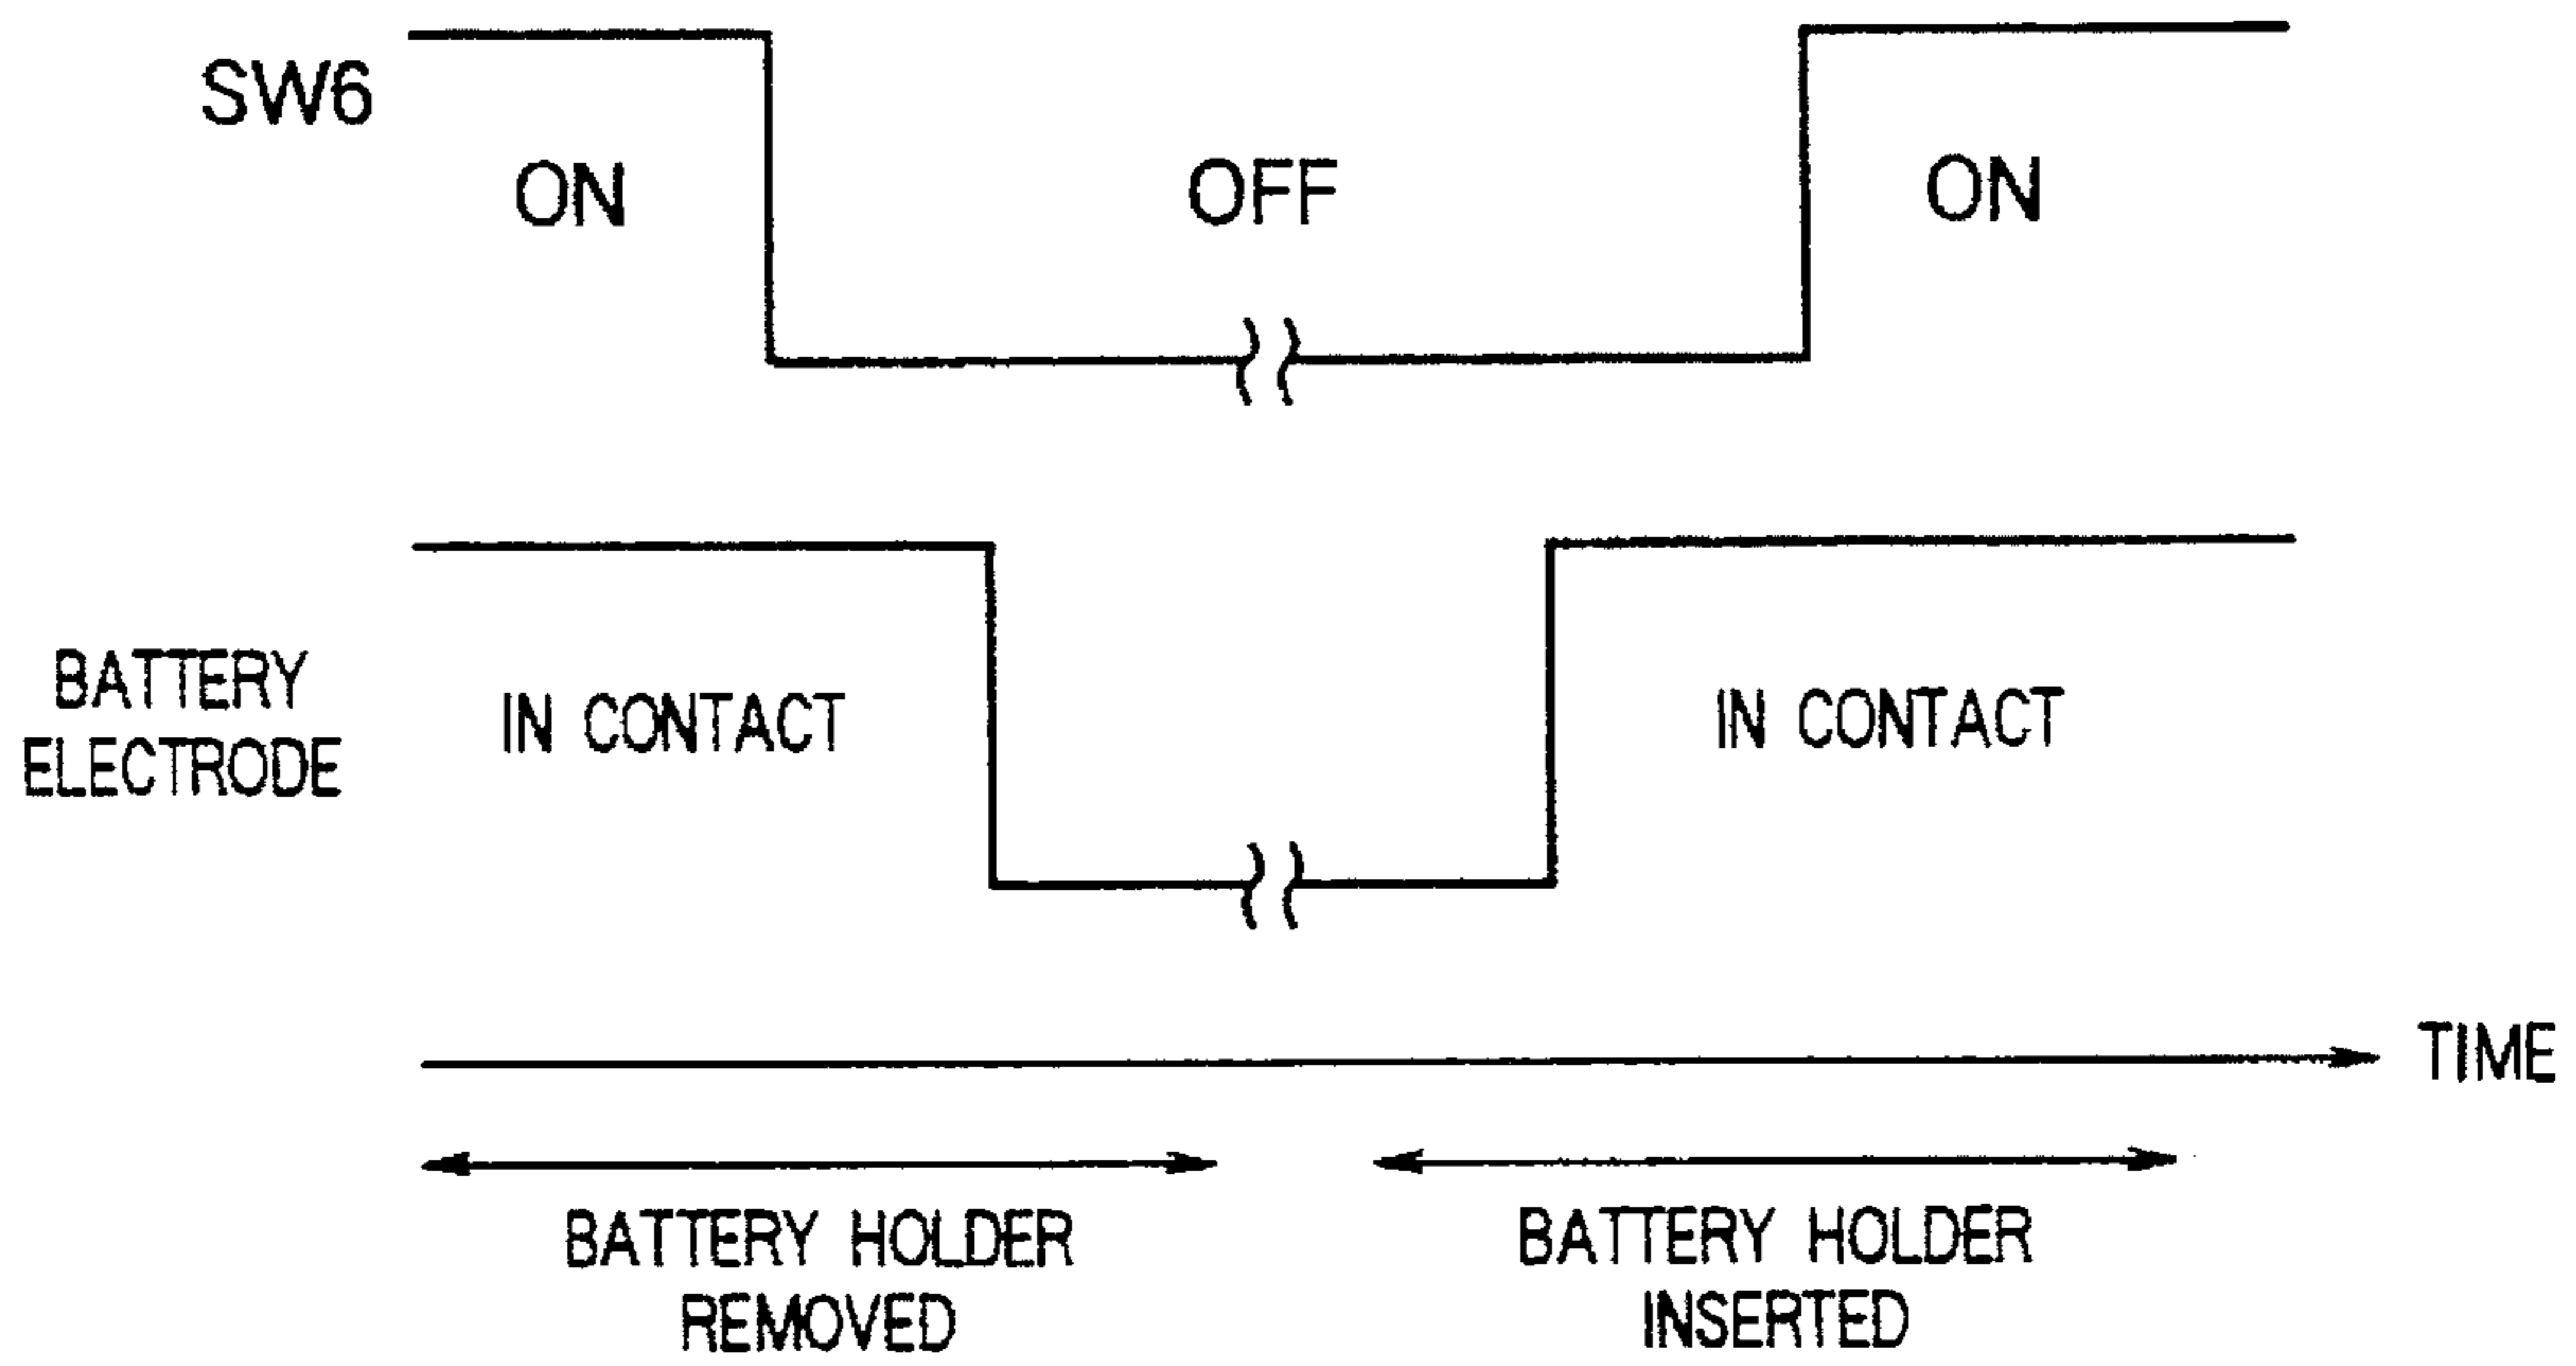 SW6
ON
OFF
ON
BATTERY
ELECTRODE
IN CONTACT
IN CONTACT
TIME
BATTERY HOLDER
REMOVED
BATTERY HOLDER
INSERTED